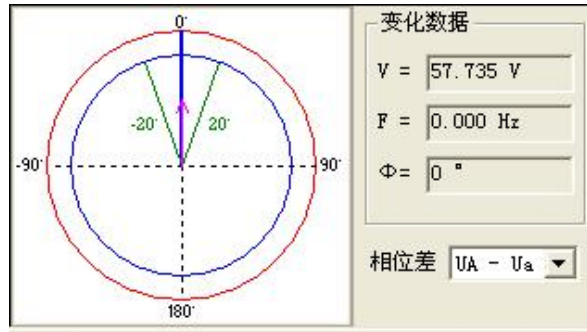 0°
-20° 20°
-90° 90°
180°
变化数据
V = 57.735 V
F = 0.000 Hz
Φ= 0 °
相位差 UA - Ua